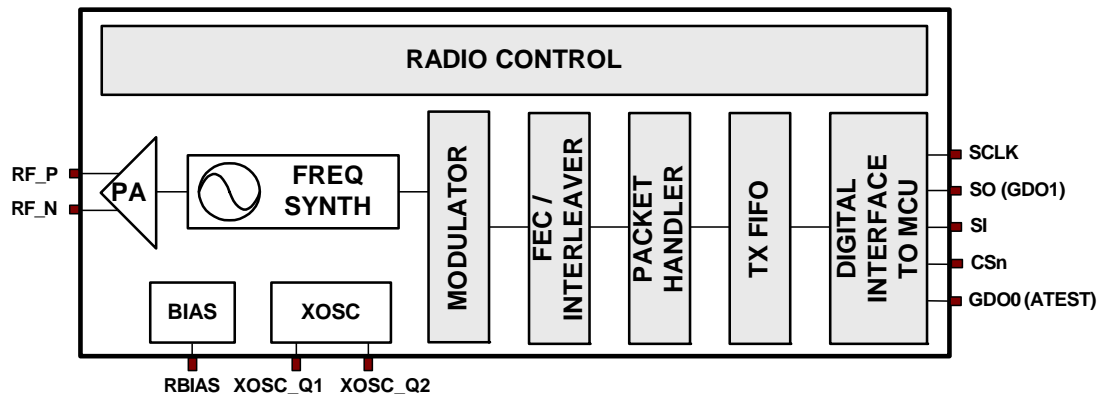 RADIO CONTROL
RF_P
RF_N
PA
FREQ
SYNTH
MODULATOR
FEC /
INTERLEAVER
PACKET
HANDLER
TX FIFO
DIGITAL
INTERFACE
TO MCU
SCLK
SO (GDO1)
SI
CSn
GDO0 (ATEST)
BIAS
XOSC
RBIAS
XOSC_Q1
XOSC_Q2